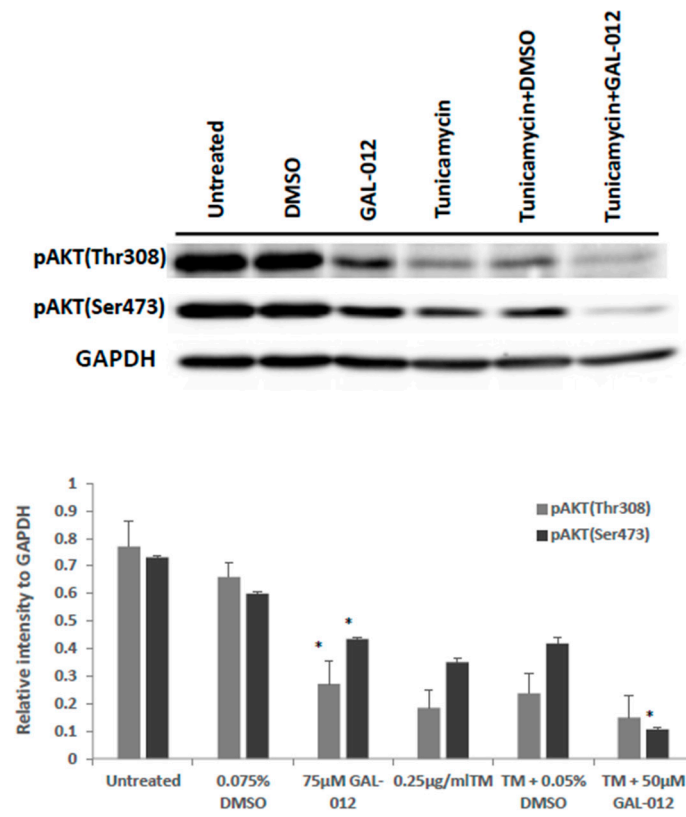 Untreated
DMSO
GAL-012
Tunicamycin
Tunicamycin+DMSO
Tunicamycin+GAL-012
pAKT(Thr308)
pAKT(Ser473)
GAPDH
Relative intensity to GAPDH
1
0.9
0.8
0.7
0.6
0.5
0.4
0.3
0.2
0.1
0
pAKT(Thr308)
pAKT(Ser473)
* * *
Untreated 0.075% 75µM GAL- 0.25µg/mlTM TM + 0.05% TM + 50µM
DMSO 012 DMSO GAL-012